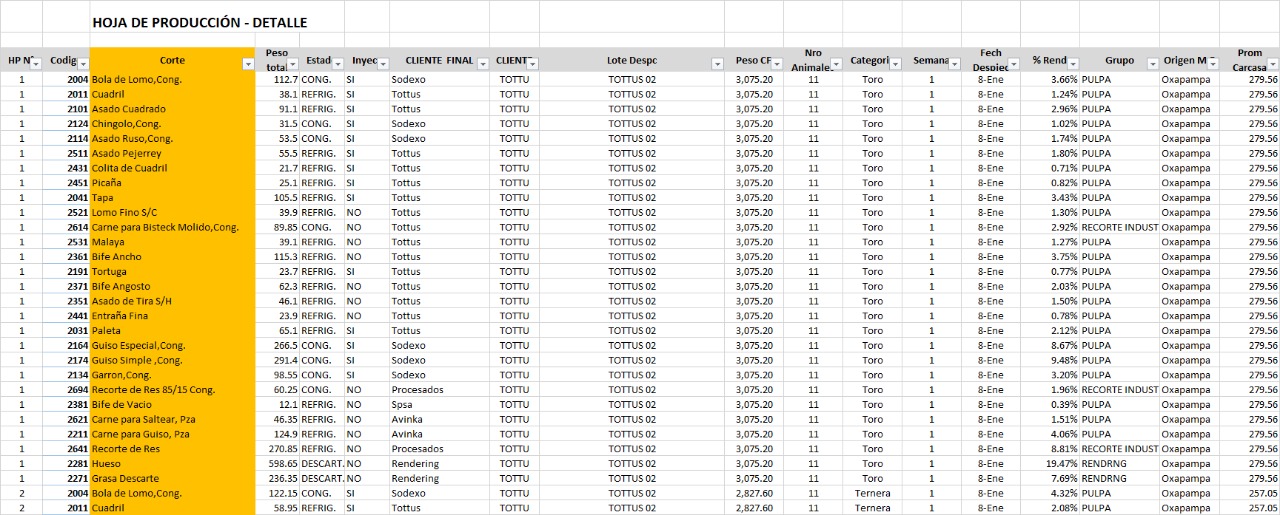 HOJA DE PRODUCCIÓN - DETALLE
HP N° Codig Corte Peso total Estad Inyec CLIENTE FINAL CLIENT Lote Despc Peso CF Nro Animale Categori Semana Fech Despiec % Rend Grupo Origen M Prom Carcasa
1 2004 Bola de Lomo,Cong. 112.7 CONG. SI Sodexo TOTTU TOTTUS 02 3,075.20 11 Toro 1 8-Ene 3.66% PULPA Oxapampa 279.56
1 2011 Cuadril 38.1 REFRIG. SI Tottus TOTTU TOTTUS 02 3,075.20 11 Toro 1 8-Ene 1.24% PULPA Oxapampa 279.56
1 2101 Asado Cuadrado 91.1 REFRIG. SI Tottus TOTTU TOTTUS 02 3,075.20 11 Toro 1 8-Ene 2.96% PULPA Oxapampa 279.56
1 2124 Chingolo,Cong. 31.5 CONG. SI Sodexo TOTTU TOTTUS 02 3,075.20 11 Toro 1 8-Ene 1.02% PULPA Oxapampa 279.56
1 2114 Asado Ruso,Cong. 53.5 CONG. SI Sodexo TOTTU TOTTUS 02 3,075.20 11 Toro 1 8-Ene 1.74% PULPA Oxapampa 279.56
1 2511 Asado Pejerrey 55.5 REFRIG. SI Tottus TOTTU TOTTUS 02 3,075.20 11 Toro 1 8-Ene 1.80% PULPA Oxapampa 279.56
1 2431 Colita de Cuadril 21.7 REFRIG. SI Tottus TOTTU TOTTUS 02 3,075.20 11 Toro 1 8-Ene 0.71% PULPA Oxapampa 279.56
1 2451 Picaña 25.1 REFRIG. SI Tottus TOTTU TOTTUS 02 3,075.20 11 Toro 1 8-Ene 0.82% PULPA Oxapampa 279.56
1 2041 Tapa 105.5 REFRIG. SI Tottus TOTTU TOTTUS 02 3,075.20 11 Toro 1 8-Ene 3.43% PULPA Oxapampa 279.56
1 2521 Lomo Fino S/C 39.9 REFRIG. NO Tottus TOTTU TOTTUS 02 3,075.20 11 Toro 1 8-Ene 1.30% PULPA Oxapampa 279.56
1 2614 Carne para Bisteck Molido,Cong. 89.85 CONG. NO Tottus TOTTU TOTTUS 02 3,075.20 11 Toro 1 8-Ene 2.92% RECORTE INDUST Oxapampa 279.56
1 2531 Malaya 39.1 REFRIG. NO Tottus TOTTU TOTTUS 02 3,075.20 11 Toro 1 8-Ene 1.27% PULPA Oxapampa 279.56
1 2361 Bife Ancho 115.3 REFRIG. NO Tottus TOTTU TOTTUS 02 3,075.20 11 Toro 1 8-Ene 3.75% PULPA Oxapampa 279.56
1 2191 Tortuga 23.7 REFRIG. SI Tottus TOTTU TOTTUS 02 3,075.20 11 Toro 1 8-Ene 0.77% PULPA Oxapampa 279.56
1 2371 Bife Angosto 62.3 REFRIG. NO Tottus TOTTU TOTTUS 02 3,075.20 11 Toro 1 8-Ene 2.03% PULPA Oxapampa 279.56
1 2351 Asado de Tira S/H 46.1 REFRIG. NO Tottus TOTTU TOTTUS 02 3,075.20 11 Toro 1 8-Ene 1.50% PULPA Oxapampa 279.56
1 2441 Entraña Fina 23.9 REFRIG. NO Tottus TOTTU TOTTUS 02 3,075.20 11 Toro 1 8-Ene 0.78% PULPA Oxapampa 279.56
1 2031 Paleta 65.1 REFRIG. SI Tottus TOTTU TOTTUS 02 3,075.20 11 Toro 1 8-Ene 2.12% PULPA Oxapampa 279.56
1 2164 Guiso Especial,Cong. 266.5 CONG. SI Sodexo TOTTU TOTTUS 02 3,075.20 11 Toro 1 8-Ene 8.67% PULPA Oxapampa 279.56
1 2174 Guiso Simple ,Cong. 291.4 CONG. SI Sodexo TOTTU TOTTUS 02 3,075.20 11 Toro 1 8-Ene 9.48% PULPA Oxapampa 279.56
1 2134 Garron,Cong. 98.55 CONG. SI Sodexo TOTTU TOTTUS 02 3,075.20 11 Toro 1 8-Ene 3.20% PULPA Oxapampa 279.56
1 2694 Recorte de Res 85/15 Cong. 60.25 CONG. NO Procesados TOTTU TOTTUS 02 3,075.20 11 Toro 1 8-Ene 1.96% RECORTE INDUST Oxapampa 279.56
1 2381 Bife de Vacio 12.1 REFRIG. NO Spsa TOTTU TOTTUS 02 3,075.20 11 Toro 1 8-Ene 0.39% PULPA Oxapampa 279.56
1 2621 Carne para Saltear, Pza 46.35 REFRIG. NO Avinka TOTTU TOTTUS 02 3,075.20 11 Toro 1 8-Ene 1.51% PULPA Oxapampa 279.56
1 2211 Carne para Guiso, Pza 124.9 REFRIG. NO Avinka TOTTU TOTTUS 02 3,075.20 11 Toro 1 8-Ene 4.06% PULPA Oxapampa 279.56
1 2641 Recorte de Res 270.85 REFRIG. NO Procesados TOTTU TOTTUS 02 3,075.20 11 Toro 1 8-Ene 8.81% RECORTE INDUST Oxapampa 279.56
1 2281 Hueso 598.65 DESCART. NO Rendering TOTTU TOTTUS 02 3,075.20 11 Toro 1 8-Ene 19.47% RENDRNG Oxapampa 279.56
1 2271 Grasa Descarte 236.35 DESCART. NO Rendering TOTTU TOTTUS 02 3,075.20 11 Toro 1 8-Ene 7.69% RENDRNG Oxapampa 279.56
2 2004 Bola de Lomo,Cong. 122.15 CONG. SI Sodexo TOTTU TOTTUS 02 2,827.60 11 Ternera 1 8-Ene 4.32% PULPA Oxapampa 257.05
2 2011 Cuadril 58.95 REFRIG. SI Tottus TOTTU TOTTUS 02 2,827.60 11 Ternera 1 8-Ene 2.08% PULPA Oxapampa 257.05